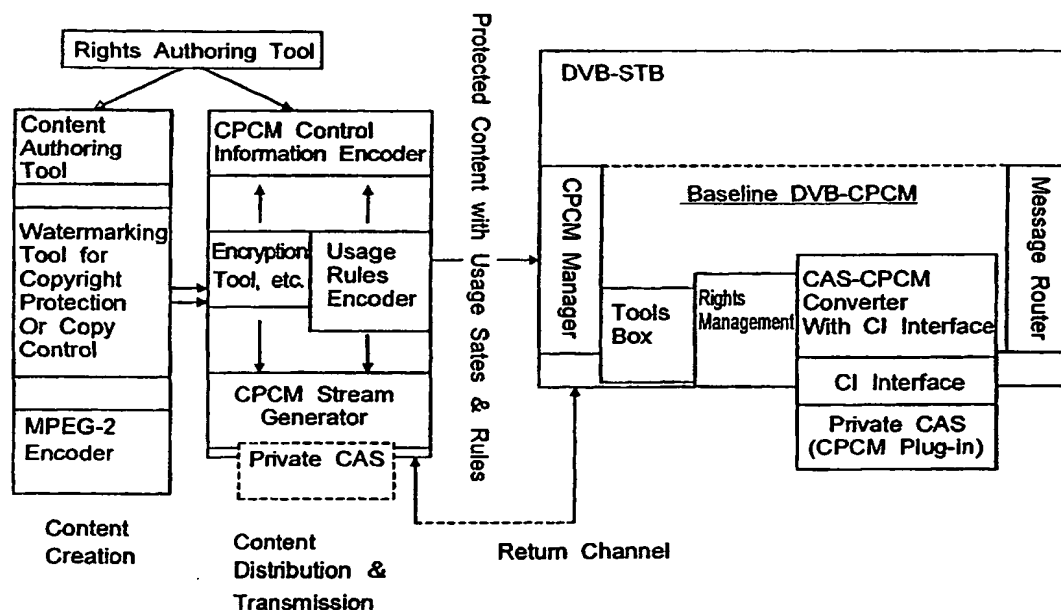 Rights Authoring Tool
Content
Authoring
Tool
Watermarking
Tool for
Copyright
Protection
Or Copy
Control
MPEG-2
Encoder
Content
Creation
CPCM Control
Information Encoder
Encryption
Tool, etc.
Usage
Rules
Encoder
CPCM Stream
Generator
Private CAS
Content
Distribution &
Transmission
Protected Content with Usage Sates & Rules
Return Channel
DVB-STB
CPCM Manager
Baseline DVB-CPCM
Tools
Box
Rights
Management
CAS-CPCM
Converter
With CI Interface
CI Interface
Private CAS
(CPCM Plug-in)
Message Router